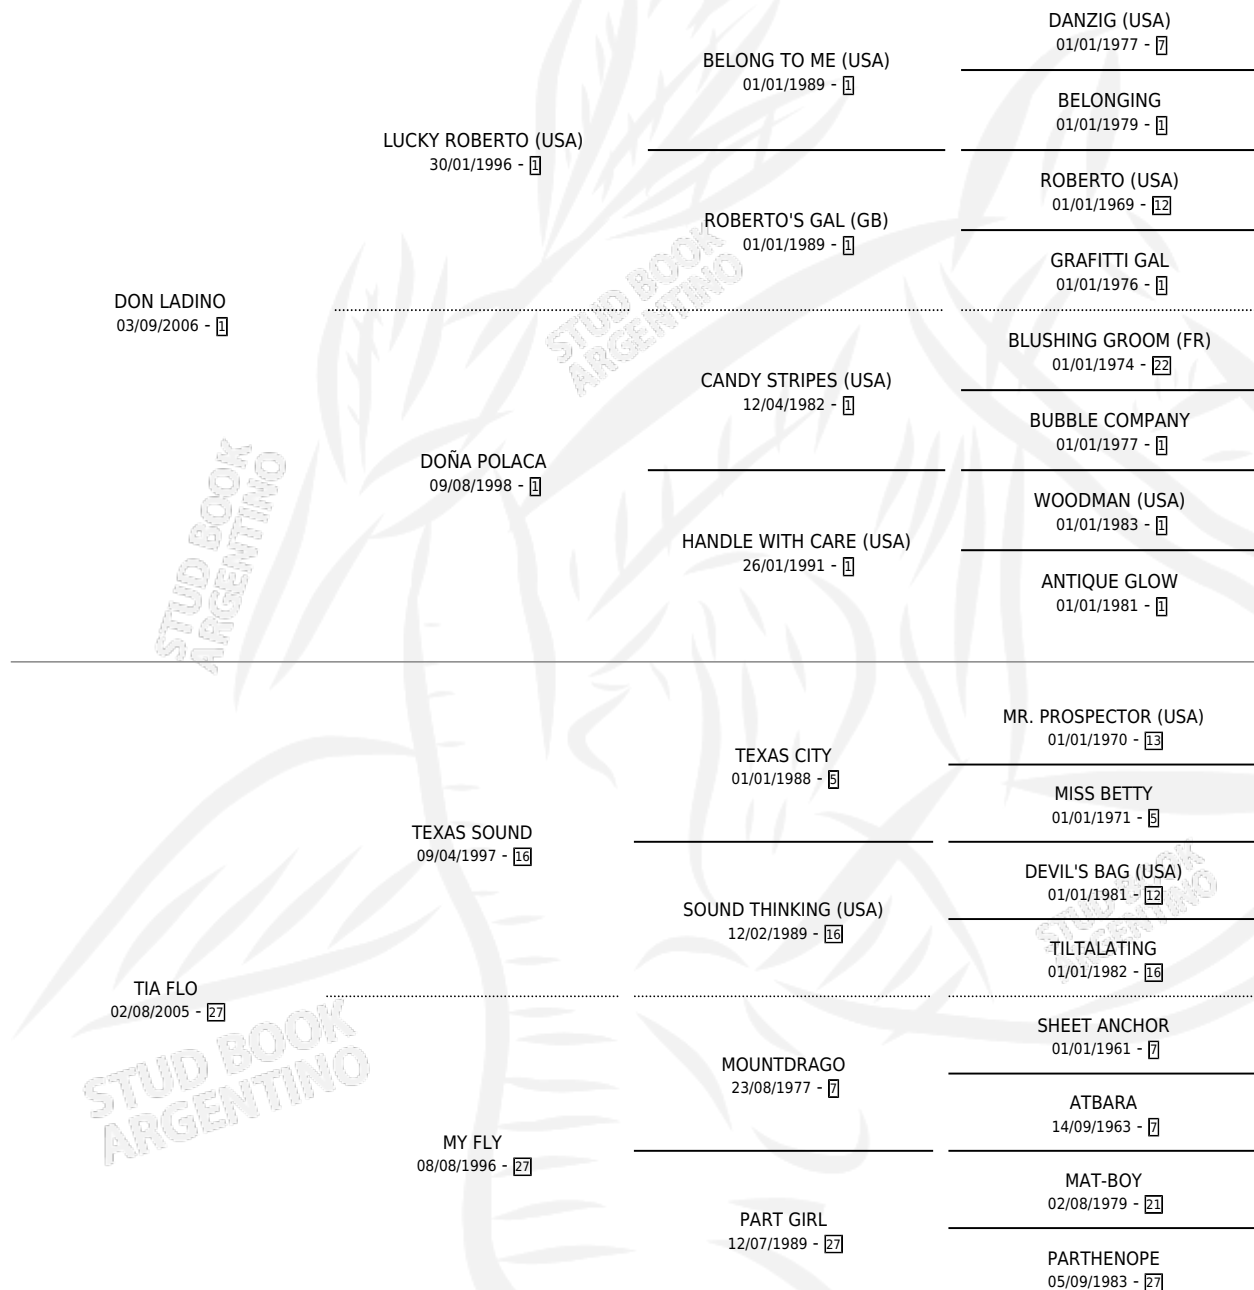 DANZIG (USA)
01/01/1977 - 7
BELONG TO ME (USA)
01/01/1989 - 1
BELONGING
01/01/1979 - 1
LUCKY ROBERTO (USA)
30/01/1996 - 1
ROBERTO (USA)
01/01/1969 - 12
ROBERTO'S GAL (GB)
01/01/1989 - 1
GRAFITTI GAL
01/01/1976 - 1
DON LADINO
03/09/2006 - 1
BLUSHING GROOM (FR)
01/01/1974 - 22
CANDY STRIPES (USA)
12/04/1982 - 1
BUBBLE COMPANY
01/01/1977 - 1
DOÑA POLACA
09/08/1998 - 1
WOODMAN (USA)
01/01/1983 - 1
HANDLE WITH CARE (USA)
26/01/1991 - 1
ANTIQUE GLOW
01/01/1981 - 1
MR. PROSPECTOR (USA)
01/01/1970 - 13
TEXAS CITY
01/01/1988 - 5
MISS BETTY
01/01/1971 - 5
TEXAS SOUND
09/04/1997 - 16
DEVIL'S BAG (USA)
01/01/1981 - 12
SOUND THINKING (USA)
12/02/1989 - 16
TILTALATING
01/01/1982 - 16
TIA FLO
02/08/2005 - 27
SHEET ANCHOR
01/01/1961 - 7
MOUNTDRAGO
23/08/1977 - 7
ATBARA
14/09/1963 - 7
MY FLY
08/08/1996 - 27
MAT-BOY
02/08/1979 - 21
PART GIRL
12/07/1989 - 27
PARTHENOPE
05/09/1983 - 27
STUD BOOK
ARGENTINO
STUD BOOK
ARGENTINO
STUD BOOK
ARGENTINO
STUD BOOK
ARGENTINO